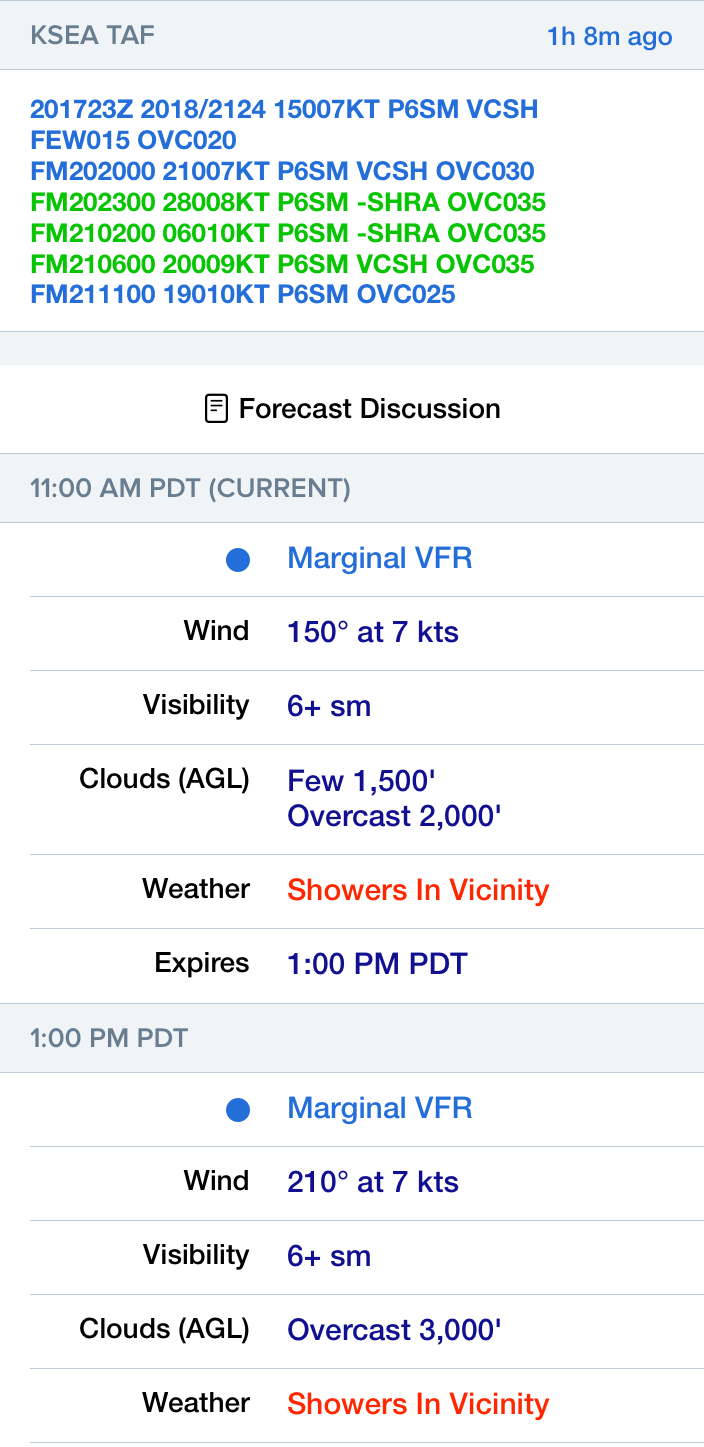 KSEA TAF
1h 8m ago
201723Z 2018/2124 15007KT P6SM VCSH
FEW015 OVC020
FM202000 21007KT P6SM VCSH OVC030
FM202300 28008KT P6SM -SHRA OVC035
FM210200 06010KT P6SM -SHRA OVC035
FM210600 20009KT P6SM VCSH OVC035
FM211100 19010KT P6SM OVC025
Forecast Discussion
11:00 AM PDT (CURRENT)
Marginal VFR
Wind 150° at 7 kts
Visibility 6+ sm
Clouds (AGL) Few 1,500'
Overcast 2,000'
Weather Showers In Vicinity
Expires 1:00 PM PDT
1:00 PM PDT
Marginal VFR
Wind 210° at 7 kts
Visibility 6+ sm
Clouds (AGL) Overcast 3,000'
Weather Showers In Vicinity